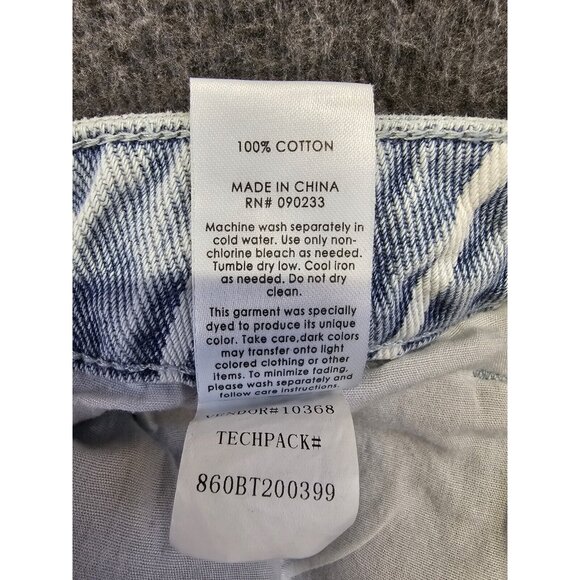 100% COTTON
MADE IN CHINA
RN# 090233
Machine wash separately in
cold water. Use only non-
chlorine bleach as needed.
Tumble dry low. Cool iron
as needed. Do not dry
clean.
This garment was specially
dyed to produce its unique
color. Take care,dark colors
may transfer onto light
colored clothing or other
items. To minimize fading,
please wash separately and
follow care instructions.
VENDOR#10368
TECHPACK#
860BT200399